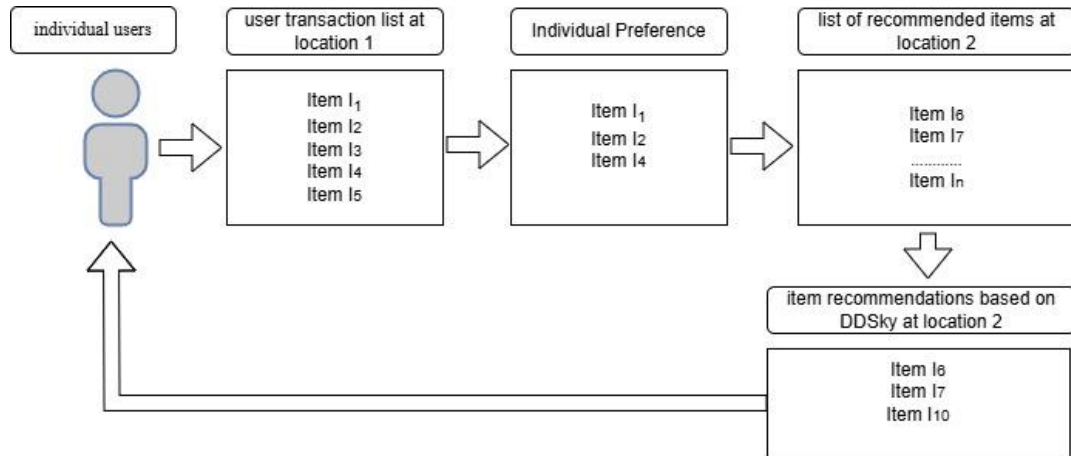 individual users
user transaction list at
location 1
Individual Preference
list of recommended items at
location 2
Item I₁
Item I₂
Item I₃
Item I₄
Item I₅
Item I₁
Item I₂
Item I₄
Item I₆
Item I₇
............
Item Iₙ
item recommendations based on
DDSky at location 2
Item I₆
Item I₇
Item I₁₀